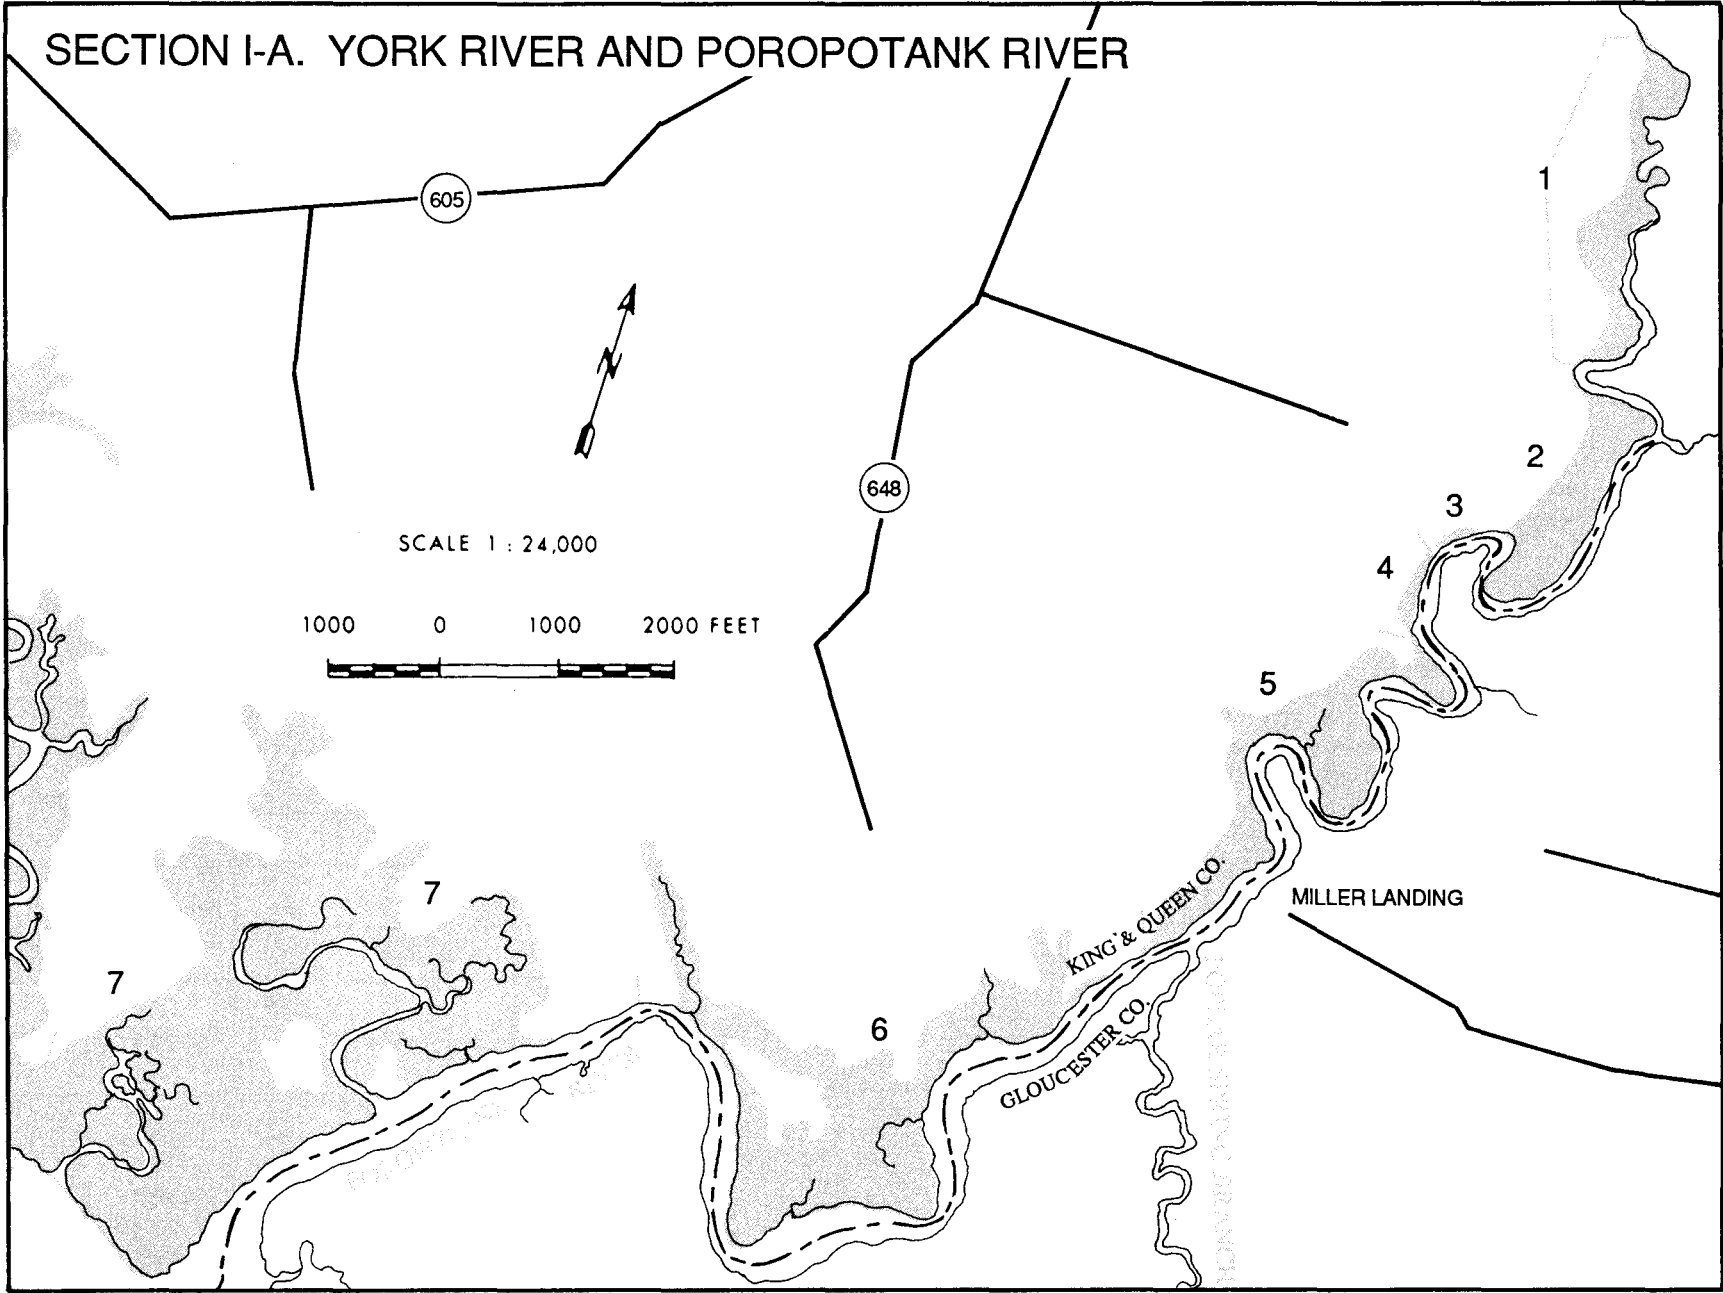 SECTION I-A. YORK RIVER AND POROPOTANK RIVER
605
1
N
2
648
3
SCALE 1 : 24,000
4
1000 0 1000 2000 FEET
5
KING & QUEEN CO.
MILLER LANDING
7
7
GLOUCESTER CO.
6